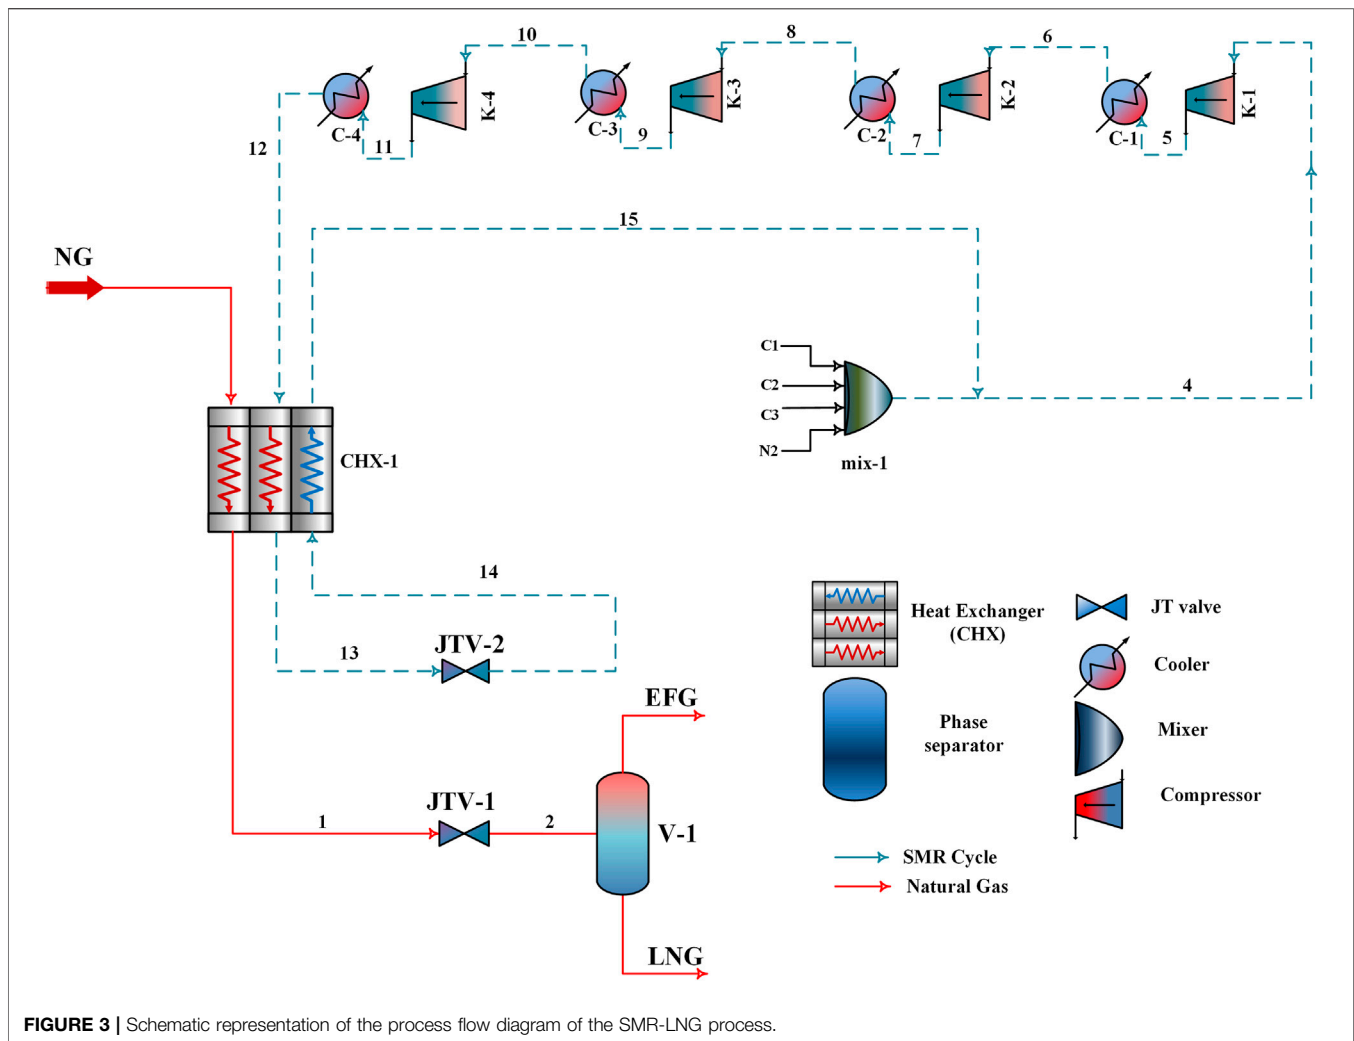 10
8
6
K-4
K-3
K-2
K-1
C-4
C-3
C-2
C-1
12
11
9
7
5
15
NG
C1
C2
C3
N2
mix-1
4
CHX-1
14
13
JTV-2
EFG
JTV-1
1
2
V-1
LNG
Heat Exchanger
(CHX)
JT valve
Cooler
Phase
separator
Mixer
Compressor
SMR Cycle
Natural Gas
FIGURE 3 | Schematic representation of the process flow diagram of the SMR-LNG process.